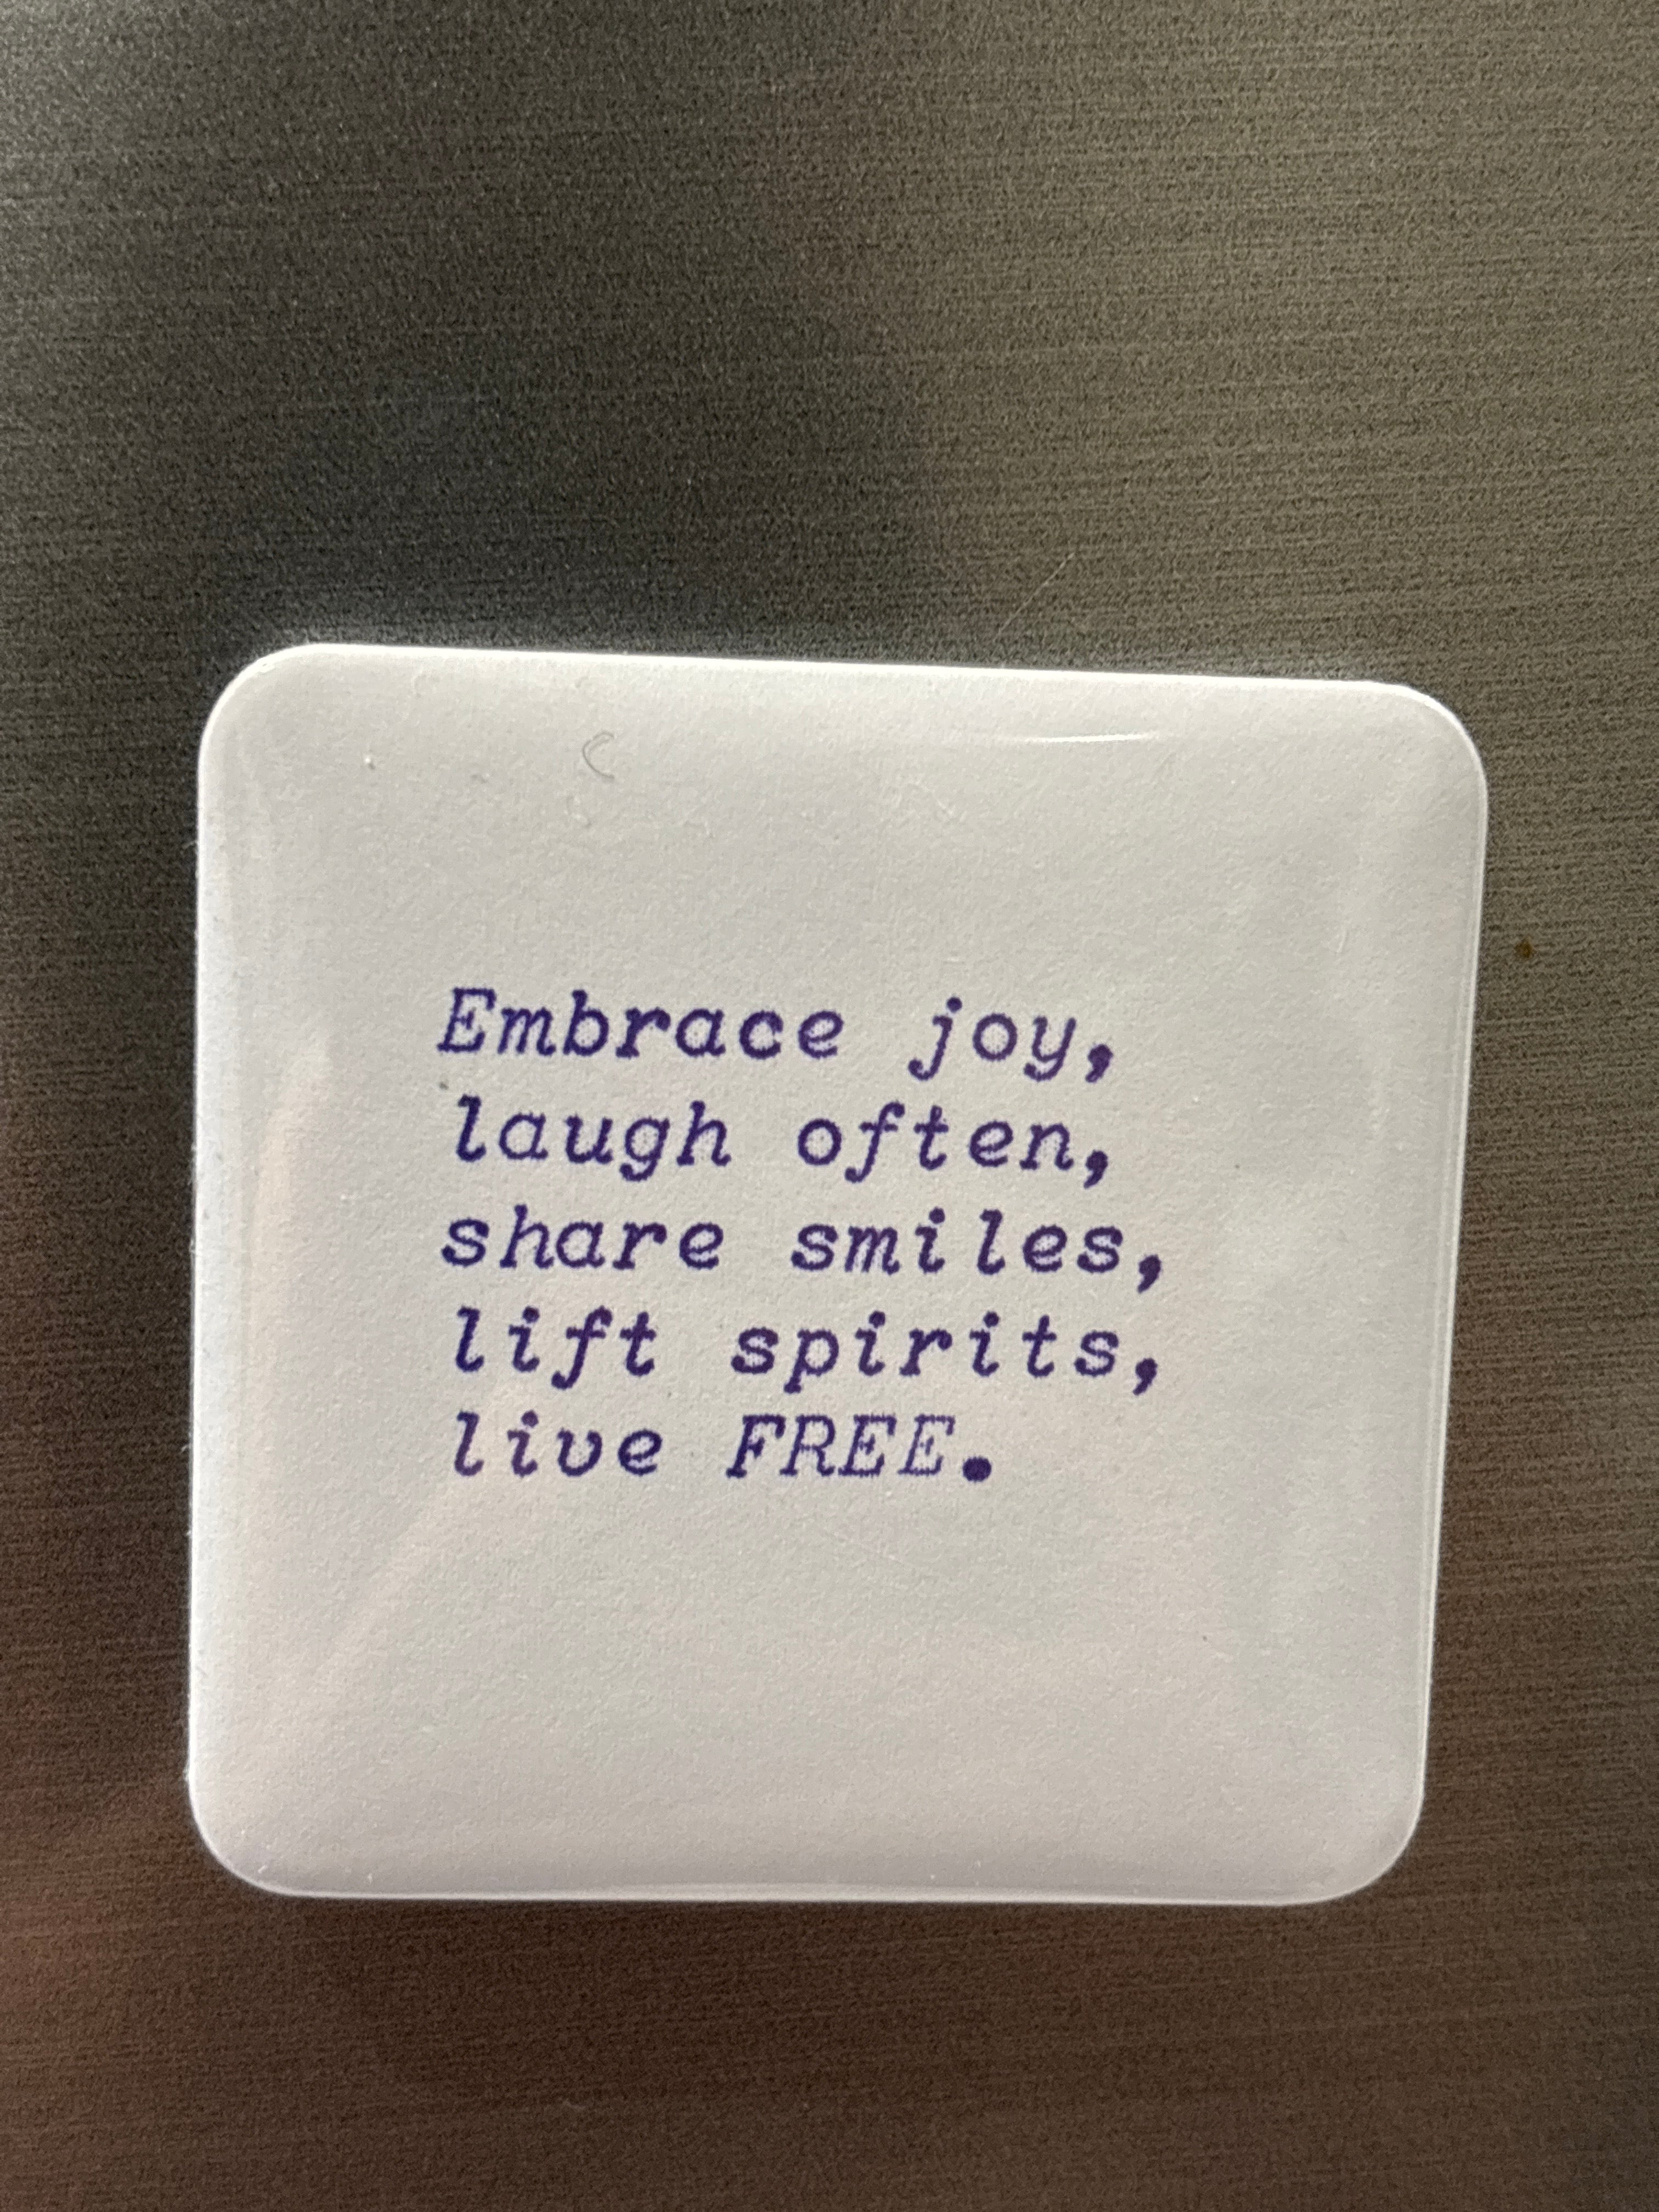 Embrace joy,
laugh often,
share smiles,
lift spirits,
live FREE.